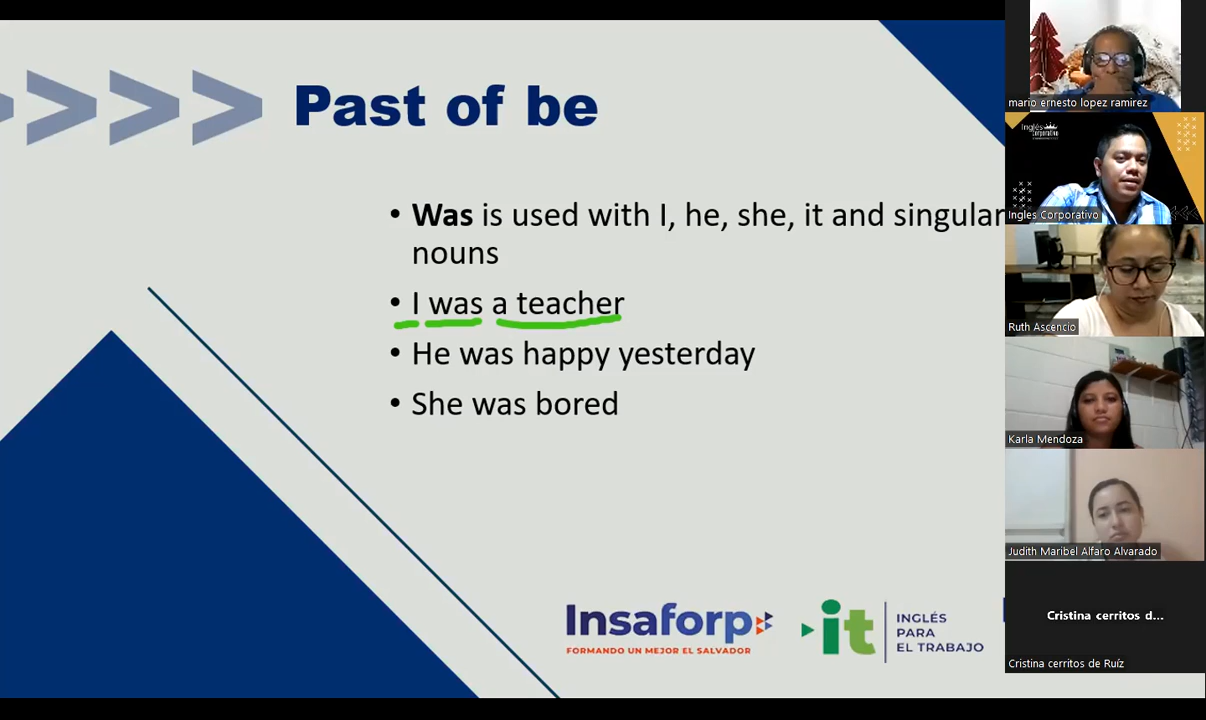 Past of be
• Was is used with I, he, she, it and singular
nouns
• I was a teacher
• He was happy yesterday
• She was bored
Insaforp
FORMANDO UN MEJOR EL SALVADOR
it
INGLÉS
PARA
EL TRABAJO
mario ernesto lopez ramirez
Inglés
Corporativo
Ingles Corporativo
Ruth Ascencio
Karla Mendoza
Judith Maribel Alfaro Alvarado
Cristina cerritos d...
Cristina cerritos de Ruíz